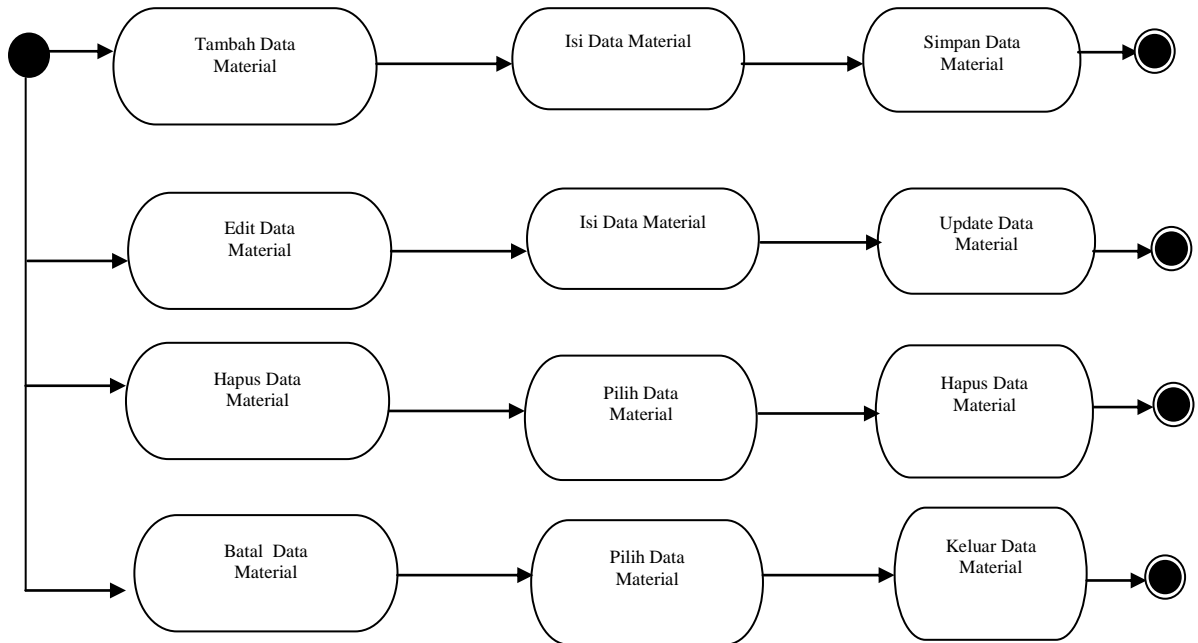 Tambah Data
Material
Isi Data Material
Simpan Data
Material
Edit Data
Material
Isi Data Material
Update Data
Material
Hapus Data
Material
Pilih Data
Material
Hapus Data
Material
Batal  Data
Material
Pilih Data
Material
Keluar Data
Material